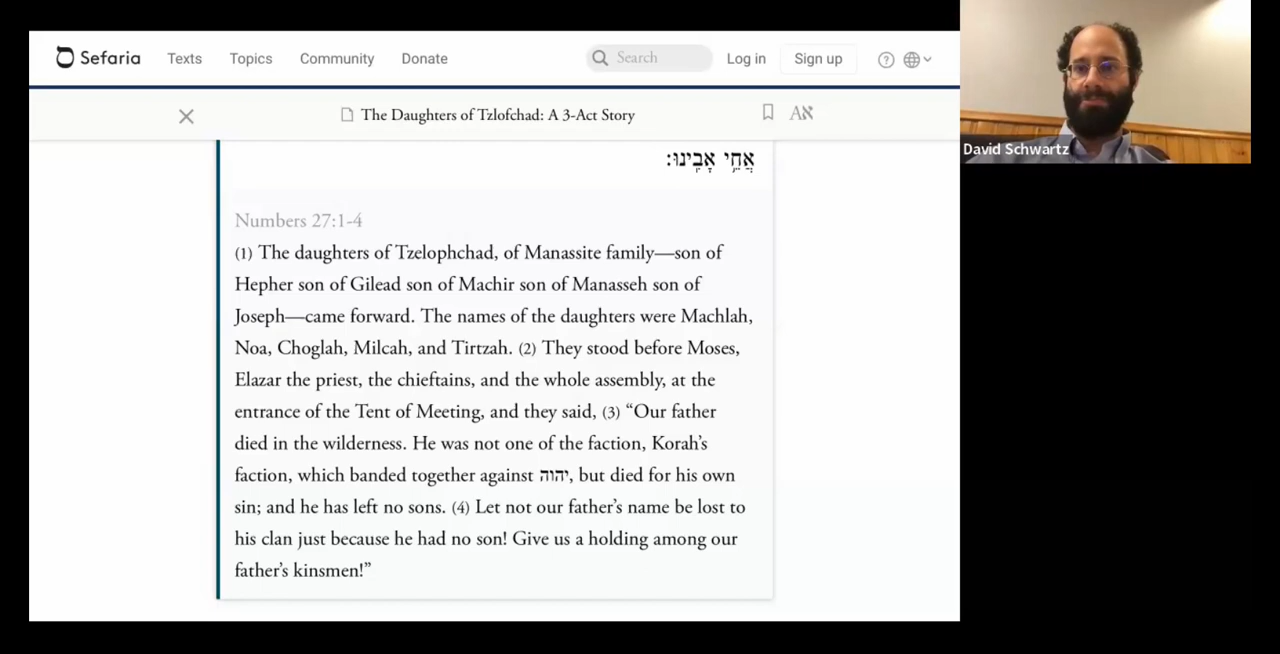 Sefaria Texts Topics Community Donate Search Log in Sign up
The Daughters of Tzlofchad: A 3-Act Story Aא
אֲחֵ֥י אָבִֽינוּ׃
Numbers 27:1-4
(1) The daughters of Tzelophchad, of Manassite family—son of
Hepher son of Gilead son of Machir son of Manasseh son of
Joseph—came forward. The names of the daughters were Machlah,
Noa, Choglah, Milcah, and Tirtzah. (2) They stood before Moses,
Elazar the priest, the chieftains, and the whole assembly, at the
entrance of the Tent of Meeting, and they said, (3) “Our father
died in the wilderness. He was not one of the faction, Korah’s
faction, which banded together against יהוה, but died for his own
sin; and he has left no sons. (4) Let not our father’s name be lost to
his clan just because he had no son! Give us a holding among our
father’s kinsmen!”
David Schwartz